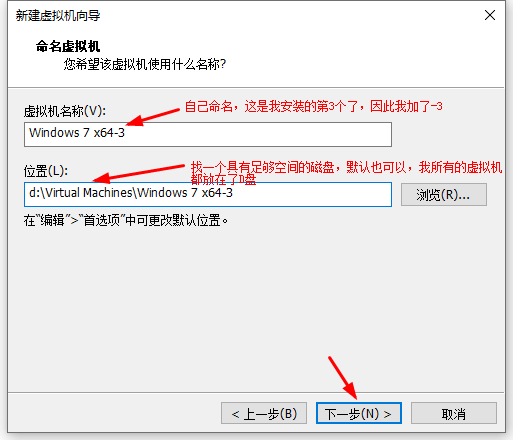 新建虚拟机向导
命名虚拟机
您希望该虚拟机使用什么名称?
自己命名，这是我安装的第3个了，因此我加了-3
虚拟机名称(V):
Windows 7 x64-3
找一个具有足够空间的磁盘，默认也可以，我所有的虚拟机
都放在了D盘
位置(L):
d:\Virtual Machines\Windows 7 x64-3
浏览(R)...
在“编辑”>“首选项”中可更改默认位置。
< 上一步(B)
下一步(N) >
取消